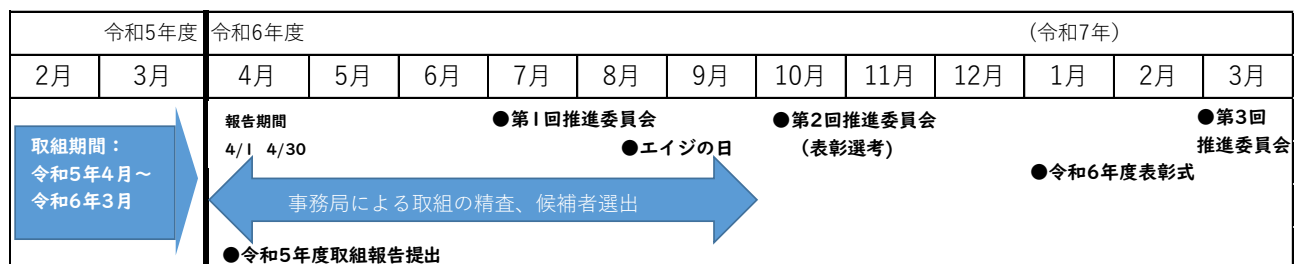 令和5年度 令和6年度 (令和7年)
2月 3月 4月 5月 6月 7月 8月 9月 10月 11月 12月 1月 2月 3月
取組期間：
令和5年4月～
令和6年3月
報告期間
4/1 4/30
●第1回推進委員会
●エイジの日
●第2回推進委員会
(表彰選考)
●第3回
推進委員会
●令和6年度表彰式
事務局による取組の精査、候補者選出
●令和5年度取組報告提出